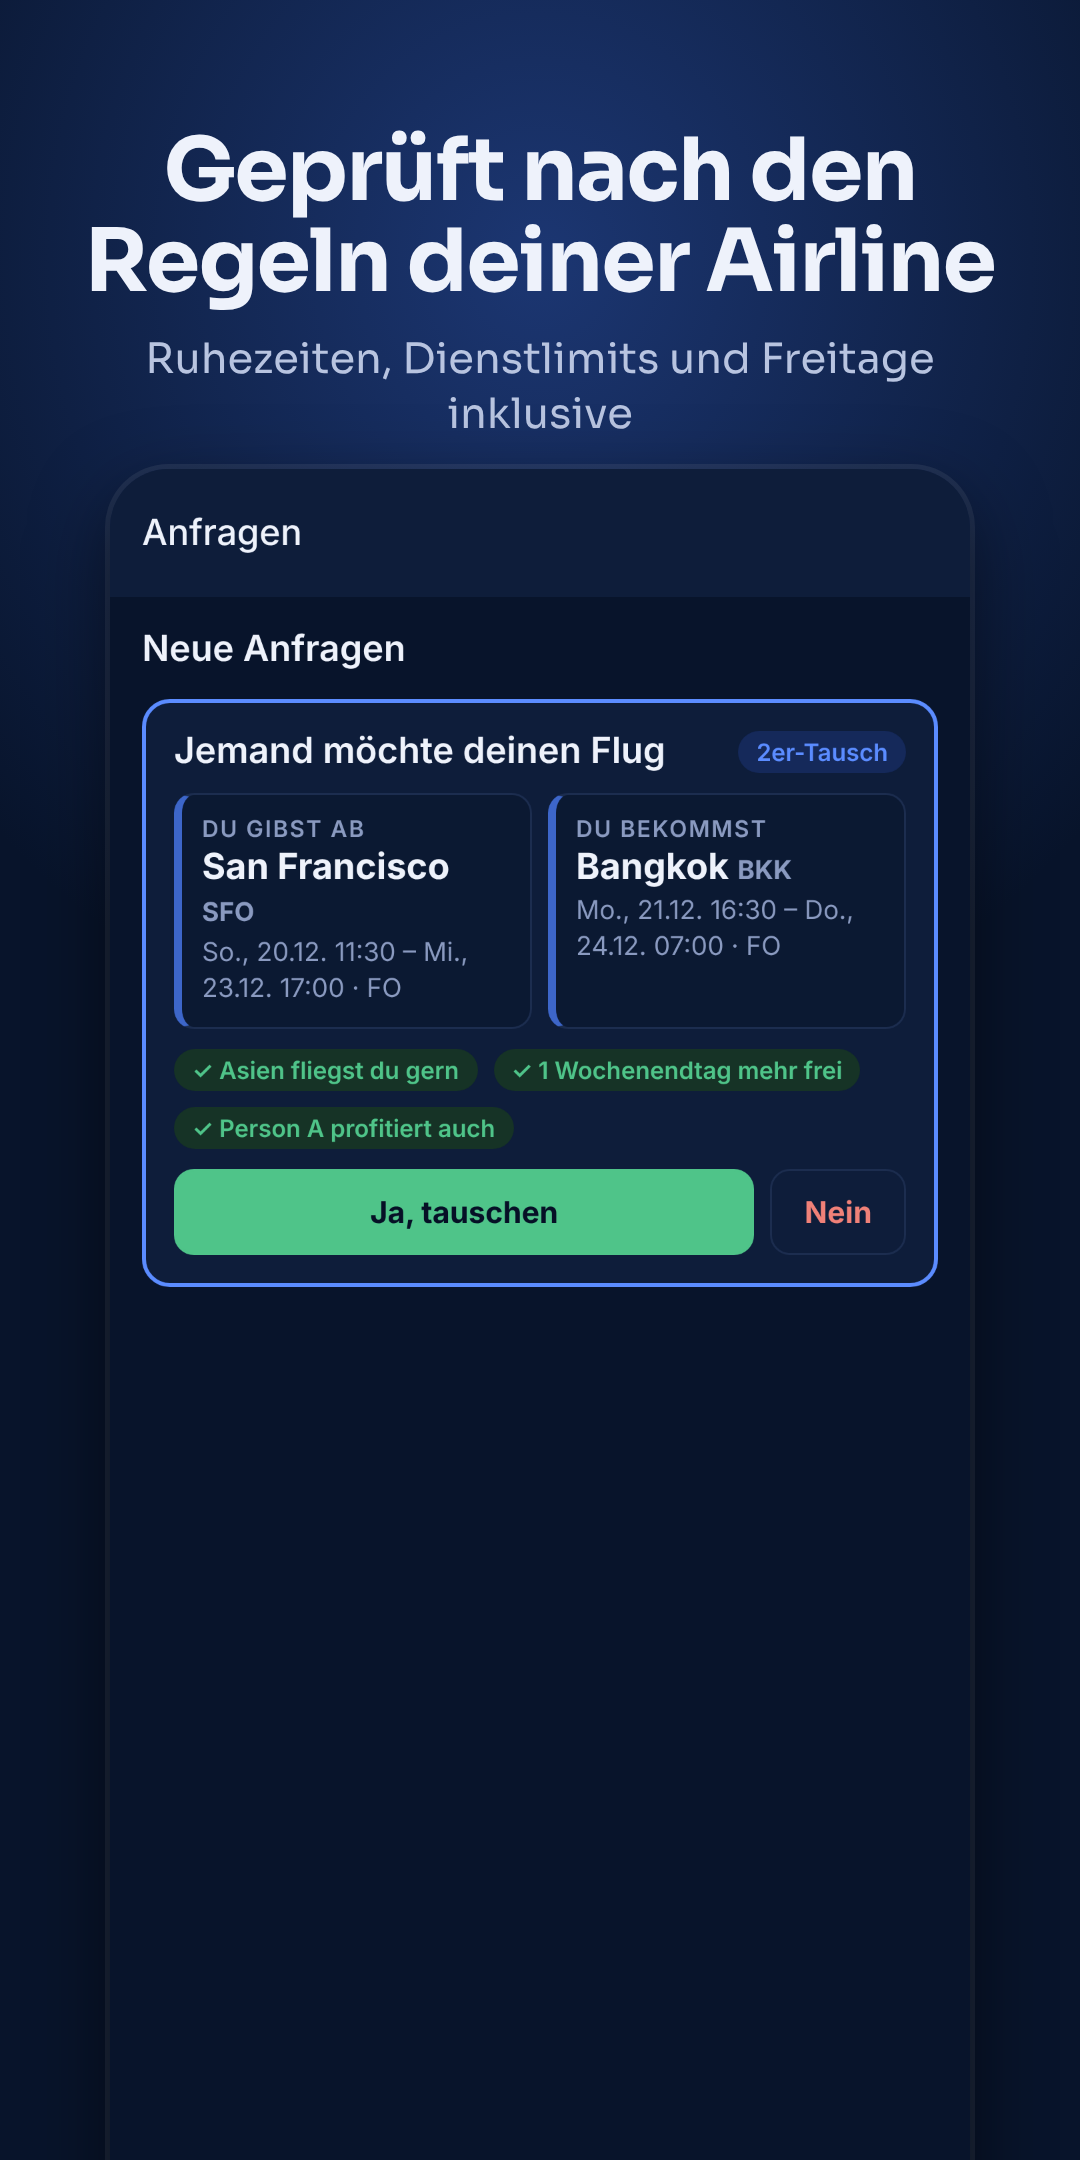 Geprüft nach den
Regeln deiner Airline
Ruhezeiten, Dienstlimits und Freitage
inklusive
Anfragen
Neue Anfragen
Jemand möchte deinen Flug
2er-Tausch
DU GIBST AB
San Francisco
SFO
So., 20.12. 11:30 – Mi.,
23.12. 17:00 · FO
DU BEKOMMST
Bangkok BKK
Mo., 21.12. 16:30 – Do.,
24.12. 07:00 · FO
✓ Asien fliegst du gern
✓ 1 Wochenendtag mehr frei
✓ Person A profitiert auch
Ja, tauschen
Nein